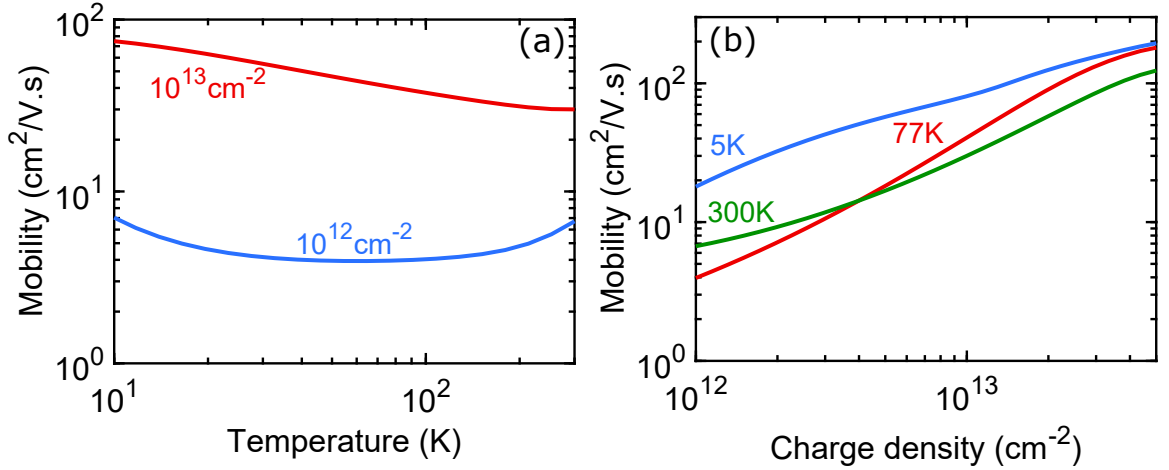 (a)
10² 
10¹
10⁰
Mobility (cm²/V.s)
10¹³cm⁻²
10¹²cm⁻²
10¹ 10²
Temperature (K)
(b)
10²
10¹
10⁰
Mobility (cm²/V.s)
5K
77K
300K
10¹² 10¹³
Charge density (cm⁻²)